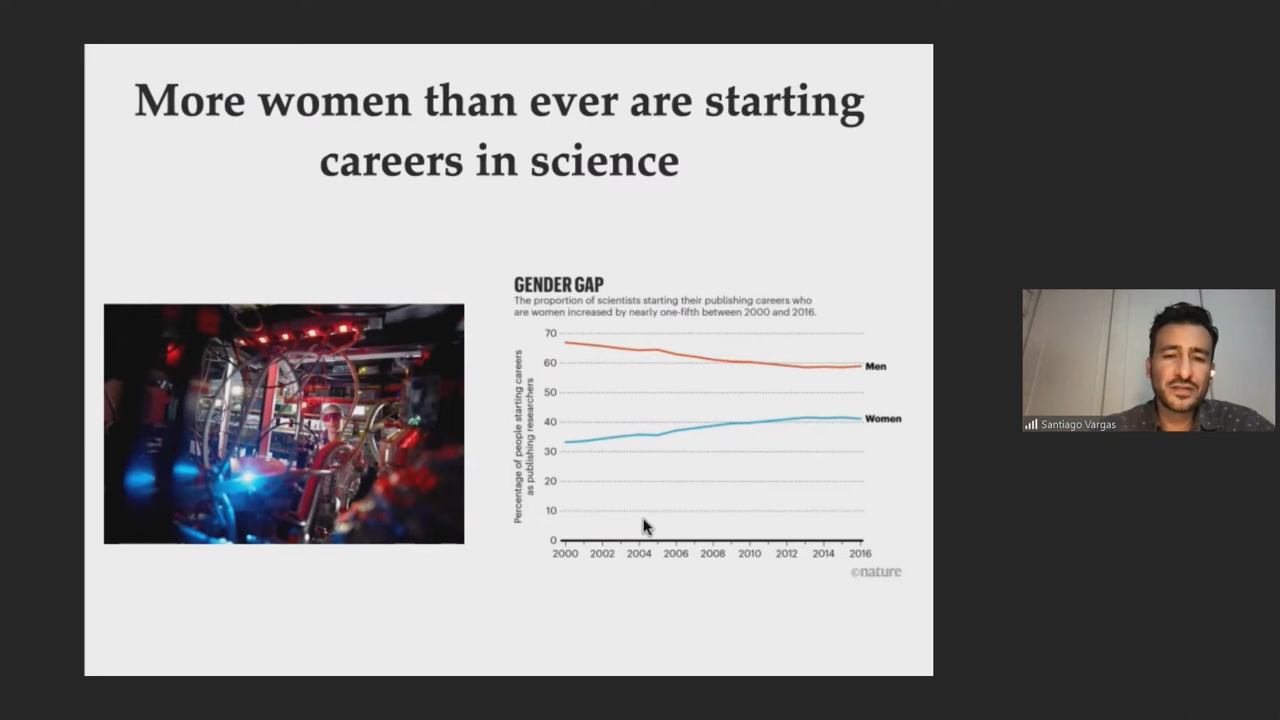 More women than ever are starting
careers in science
GENDER GAP
The proportion of scientists starting their publishing careers who
are women increased by nearly one-fifth between 2000 and 2016.
Percentage of people starting careers
as publishing researchers
70
60
50
40
30
20
10
0
Men
Women
2000 2002 2004 2006 2008 2010 2012 2014 2016
©nature
Santiago Vargas